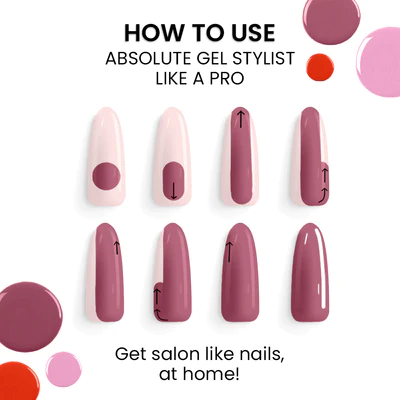 HOW TO USE
ABSOLUTE GEL STYLIST
LIKE A PRO
Get salon like nails,
at home!